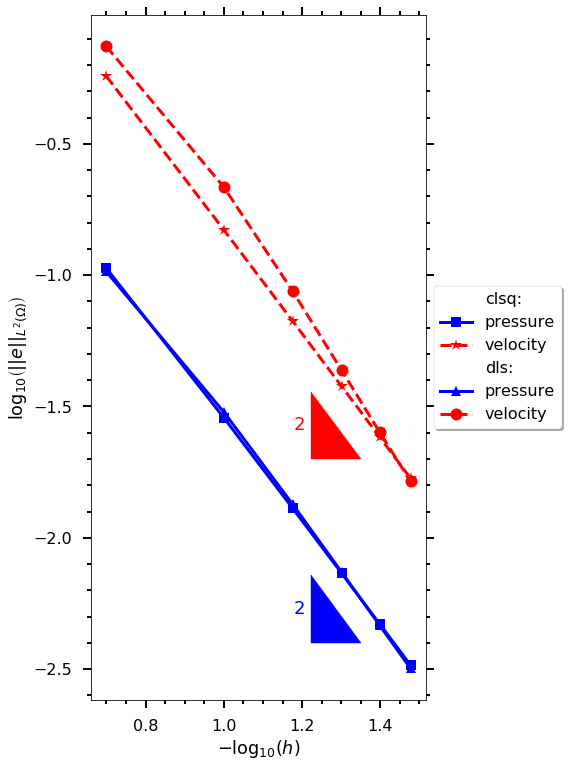 log₁₀(||e||_{L²(Ω)})
−0.5
−1.0
−1.5
−2.0
−2.5
2
2
0.8
1.0
1.2
1.4
−log₁₀(h)
clsq:
pressure
velocity
dls:
pressure
velocity